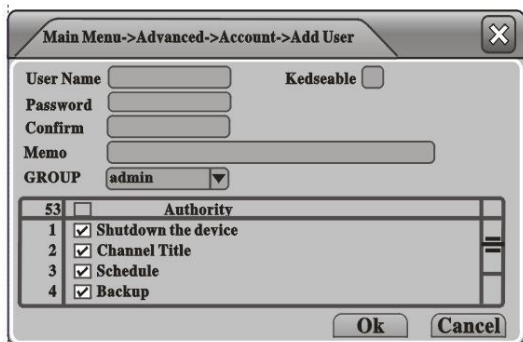 Main Menu->Advanced->Account->Add User
User Name Kedseable
Password
Confirm
Memo
GROUP admin
53 Authority
1 Shutdown the device
2 Channel Title
3 Schedule
4 Backup
Ok Cancel